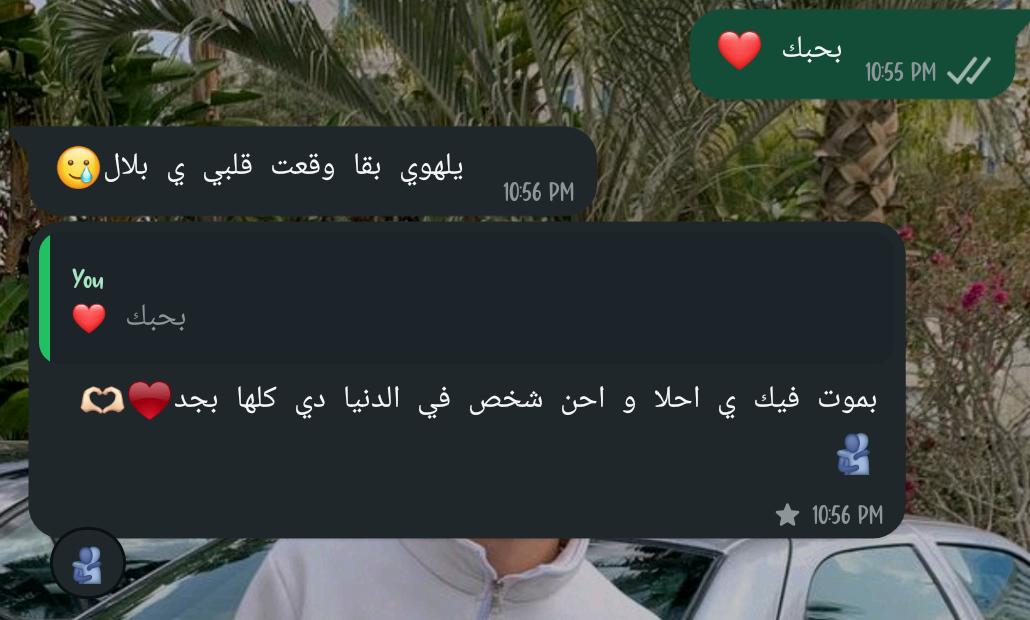 بحبك ❤️
10:55 PM
يلهوي بقا وقعت قلبي ي بلال🥲
10:56 PM
You
بحبك ❤️
بموت فيك ي احلا و احن شخص في الدنيا دي كلها بجد♥️🫶🏻
🫂
10:56 PM
🫂